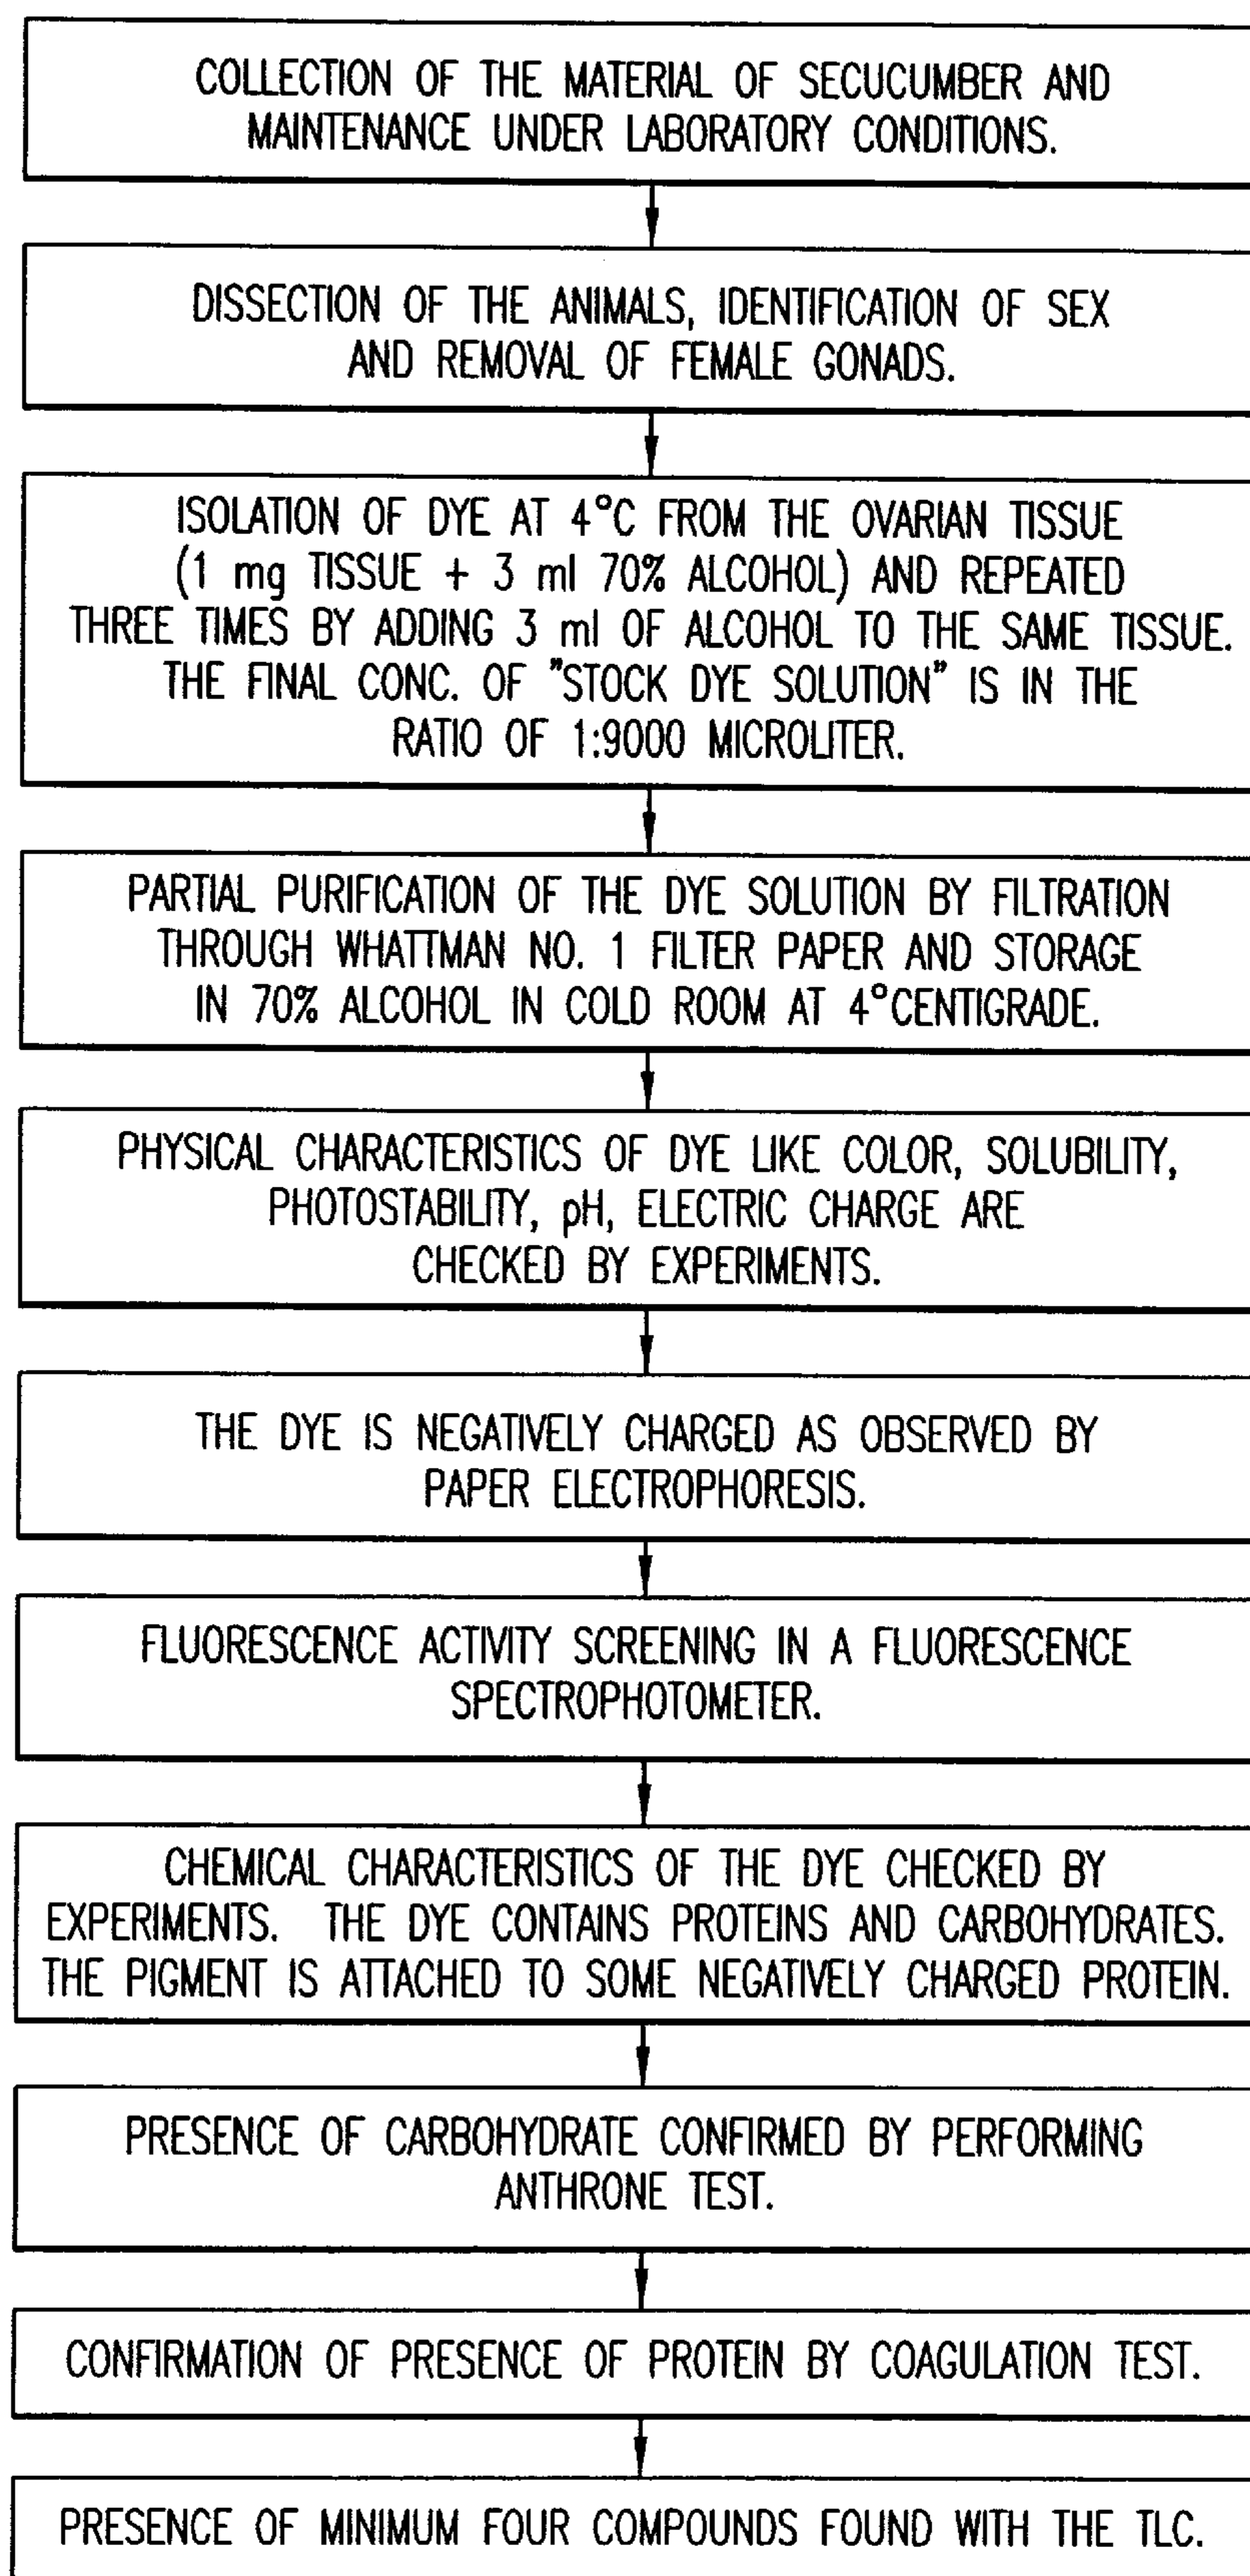 COLLECTION OF THE MATERIAL OF SECUCUMBER AND
MAINTENANCE UNDER LABORATORY CONDITIONS.
DISSECTION OF THE ANIMALS, IDENTIFICATION OF SEX
AND REMOVAL OF FEMALE GONADS.
ISOLATION OF DYE AT 4°C FROM THE OVARIAN TISSUE
(1 mg TISSUE + 3 ml 70% ALCOHOL) AND REPEATED
THREE TIMES BY ADDING 3 ml OF ALCOHOL TO THE SAME TISSUE.
THE FINAL CONC. OF "STOCK DYE SOLUTION" IS IN THE
RATIO OF 1:9000 MICROLITER.
PARTIAL PURIFICATION OF THE DYE SOLUTION BY FILTRATION
THROUGH WHATTMAN NO. 1 FILTER PAPER AND STORAGE
IN 70% ALCOHOL IN COLD ROOM AT 4°CENTIGRADE.
PHYSICAL CHARACTERISTICS OF DYE LIKE COLOR, SOLUBILITY,
PHOTOSTABILITY, pH, ELECTRIC CHARGE ARE
CHECKED BY EXPERIMENTS.
THE DYE IS NEGATIVELY CHARGED AS OBSERVED BY
PAPER ELECTROPHORESIS.
FLUORESCENCE ACTIVITY SCREENING IN A FLUORESCENCE
SPECTROPHOTOMETER.
CHEMICAL CHARACTERISTICS OF THE DYE CHECKED BY
EXPERIMENTS. THE DYE CONTAINS PROTEINS AND CARBOHYDRATES.
THE PIGMENT IS ATTACHED TO SOME NEGATIVELY CHARGED PROTEIN.
PRESENCE OF CARBOHYDRATE CONFIRMED BY PERFORMING
ANTHRONE TEST.
CONFIRMATION OF PRESENCE OF PROTEIN BY COAGULATION TEST.
PRESENCE OF MINIMUM FOUR COMPOUNDS FOUND WITH THE TLC.